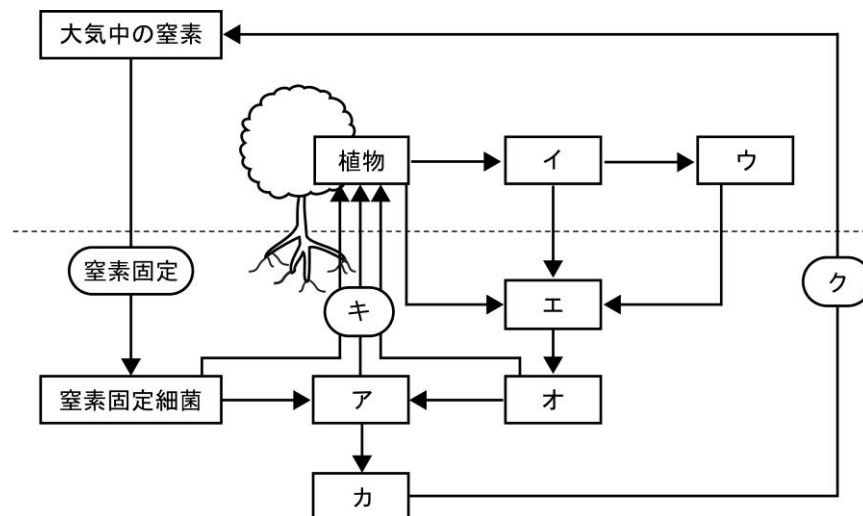 大気中の窒素
植物
イ
ウ
窒素固定
キ
エ
ク
窒素固定細菌
ア
オ
カ